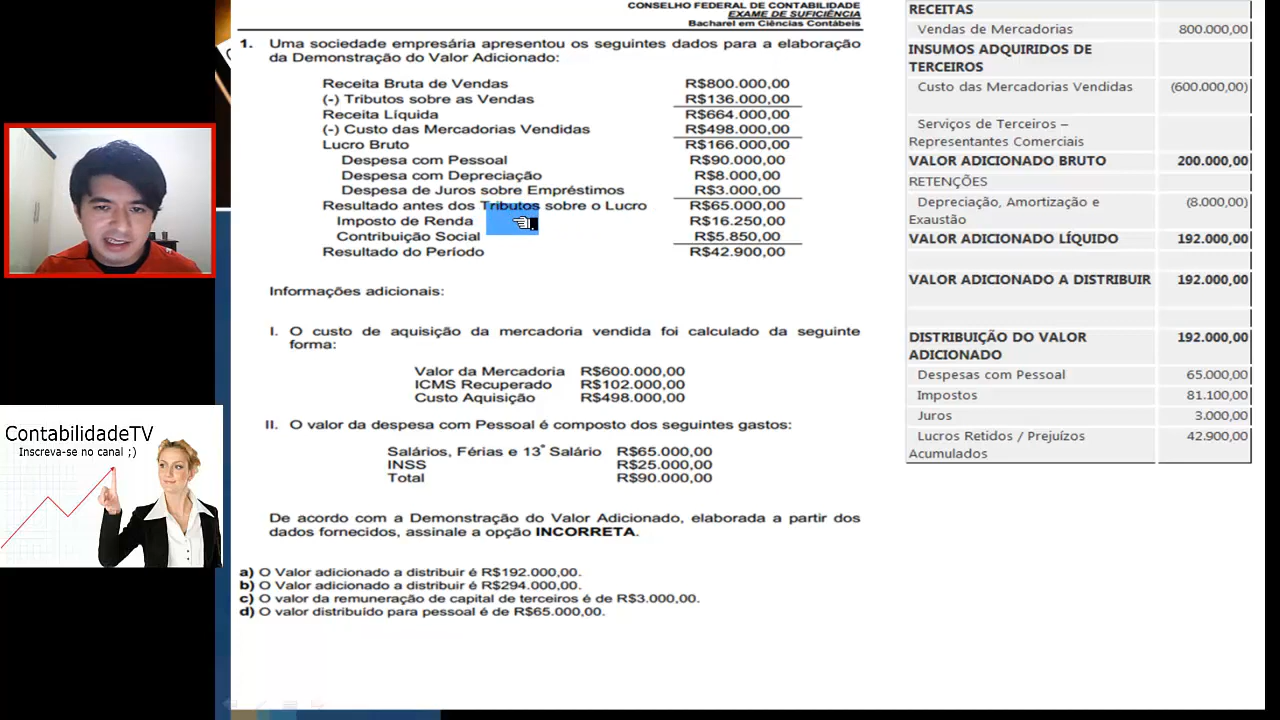 CONSELHO FEDERAL DE CONTABILIDADE
EXAME DE SUFICIÊNCIA
Bacharel em Ciências Contábeis
1. Uma sociedade empresária apresentou os seguintes dados para a elaboração
da Demonstração do Valor Adicionado:
Receita Bruta de Vendas R$800.000,00
(-) Tributos sobre as Vendas R$136.000,00
Receita Líquida R$664.000,00
(-) Custo das Mercadorias Vendidas R$498.000,00
Lucro Bruto R$166.000,00
Despesa com Pessoal R$90.000,00
Despesa com Depreciação R$8.000,00
Despesa de Juros sobre Empréstimos R$3.000,00
Resultado antes dos Tributos sobre o Lucro R$65.000,00
Imposto de Renda R$16.250,00
Contribuição Social R$5.850,00
Resultado do Período R$42.900,00
Informações adicionais:
I. O custo de aquisição da mercadoria vendida foi calculado da seguinte
forma:
Valor da Mercadoria R$600.000,00
ICMS Recuperado R$102.000,00
Custo Aquisição R$498.000,00
II. O valor da despesa com Pessoal é composto dos seguintes gastos:
Salários, Férias e 13° Salário R$65.000,00
INSS R$25.000,00
Total R$90.000,00
De acordo com a Demonstração do Valor Adicionado, elaborada a partir dos
dados fornecidos, assinale a opção INCORRETA.
a) O Valor adicionado a distribuir é R$192.000,00.
b) O Valor adicionado a distribuir é R$294.000,00.
c) O valor da remuneração de capital de terceiros é de R$3.000,00.
d) O valor distribuído para pessoal é de R$65.000,00.
RECEITAS
Vendas de Mercadorias 800.000,00
INSUMOS ADQUIRIDOS DE
TERCEIROS
Custo das Mercadorias Vendidas (600.000,00)
Serviços de Terceiros –
Representantes Comerciais
VALOR ADICIONADO BRUTO 200.000,00
RETENÇÕES
Depreciação, Amortização e (8.000,00)
Exaustão
VALOR ADICIONADO LÍQUIDO 192.000,00
VALOR ADICIONADO A DISTRIBUIR 192.000,00
DISTRIBUIÇÃO DO VALOR 192.000,00
ADICIONADO
Despesas com Pessoal 65.000,00
Impostos 81.100,00
Juros 3.000,00
Lucros Retidos / Prejuízos 42.900,00
Acumulados
ContabilidadeTV
Inscreva-se no canal ;)